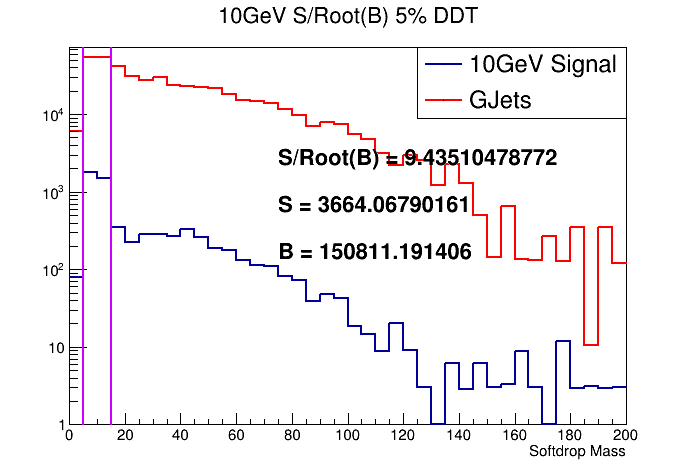 10GeV S/Root(B) 5% DDT
10GeV Signal
GJets
S/Root(B) = 9.43510478772
S = 3664.06790161
B = 150811.191406
10⁴
10³
10²
10
1
0 20 40 60 80 100 120 140 160 180 200
Softdrop Mass